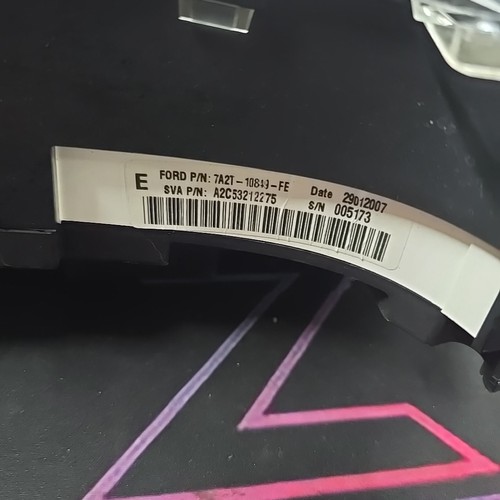 E
FORD P/N: 7A2T-10849-FE Date 29012007
SVA P/N: A2C53212275 S/N 005173